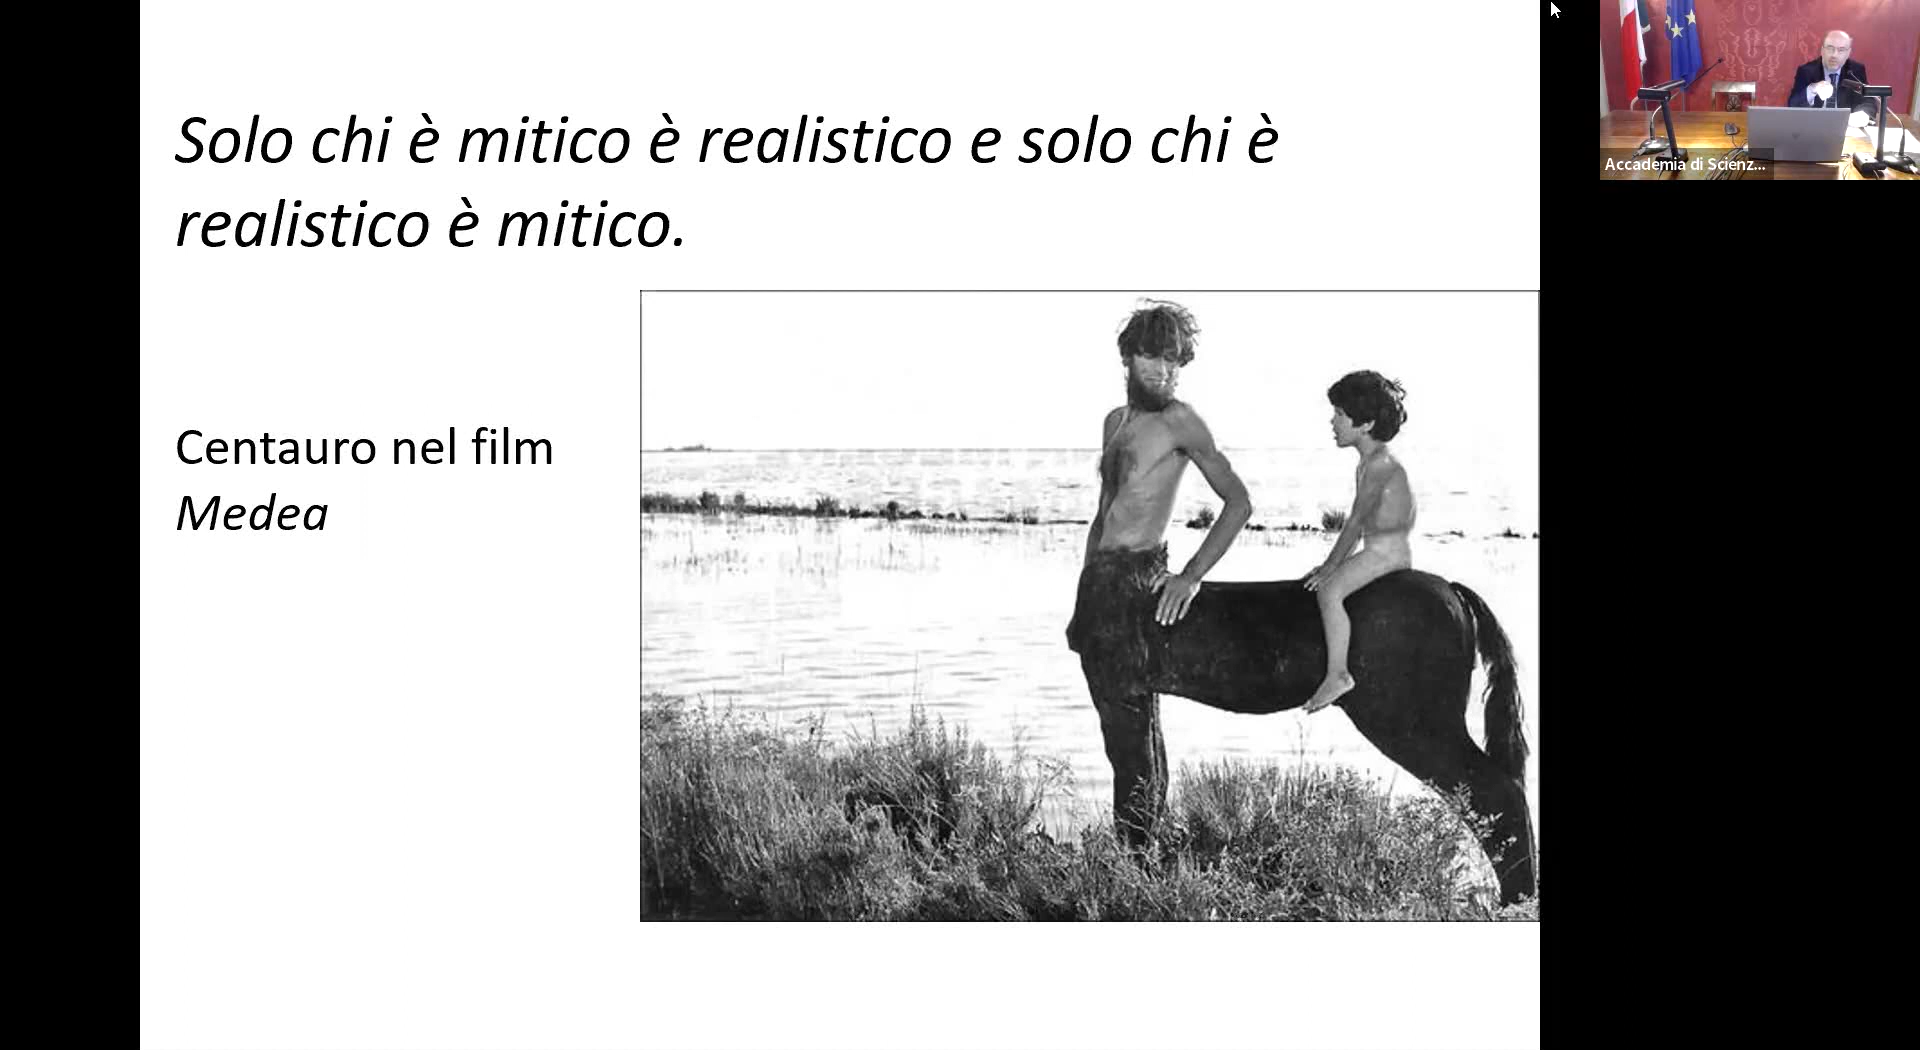 Solo chi è mitico è realistico e solo chi è
realistico è mitico.
Centauro nel film
Medea
Accademia di Scienz...